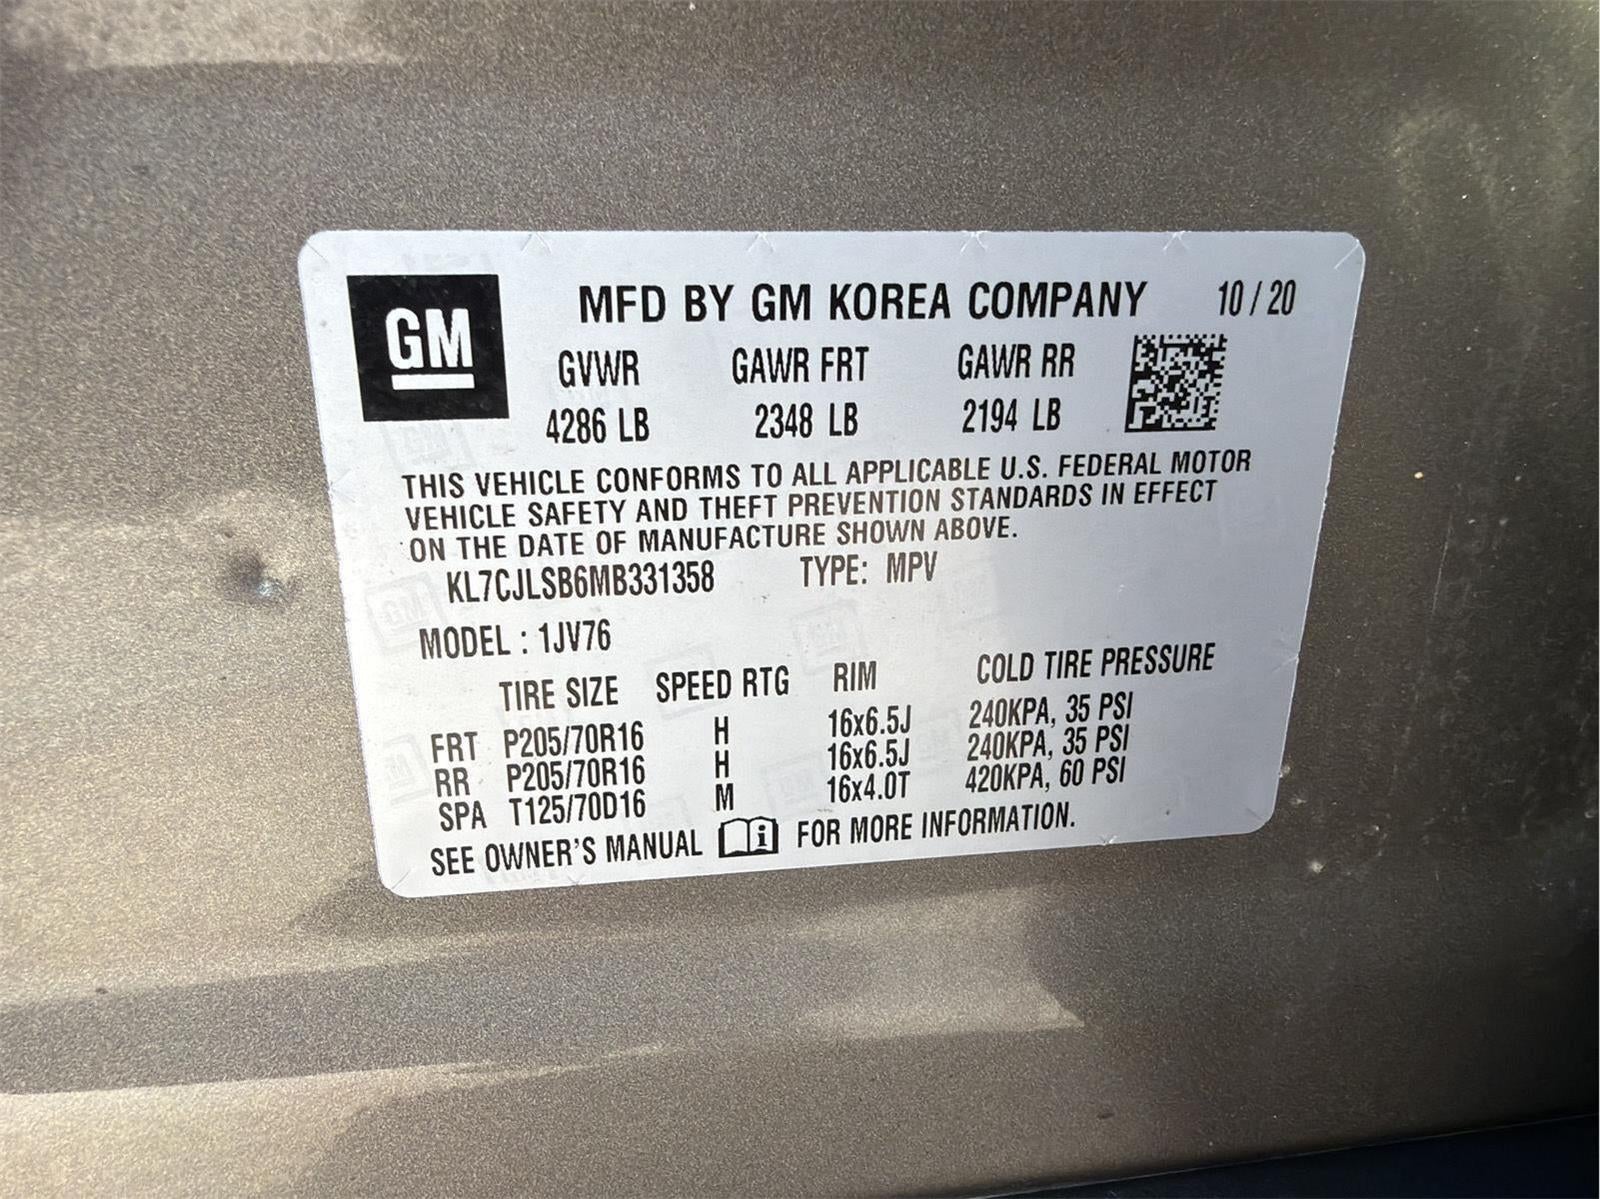 GM
MFD BY GM KOREA COMPANY 10 / 20
GVWR GAWR FRT GAWR RR
4286 LB 2348 LB 2194 LB
THIS VEHICLE CONFORMS TO ALL APPLICABLE U.S. FEDERAL MOTOR
VEHICLE SAFETY AND THEFT PREVENTION STANDARDS IN EFFECT
ON THE DATE OF MANUFACTURE SHOWN ABOVE.
KL7CJLSB6MB331358 TYPE: MPV
MODEL : 1JV76
TIRE SIZE SPEED RTG RIM COLD TIRE PRESSURE
FRT P205/70R16 H 16x6.5J 240KPA, 35 PSI
RR P205/70R16 H 16x6.5J 240KPA, 35 PSI
SPA T125/70D16 M 16x4.0T 420KPA, 60 PSI
SEE OWNER'S MANUAL i FOR MORE INFORMATION.